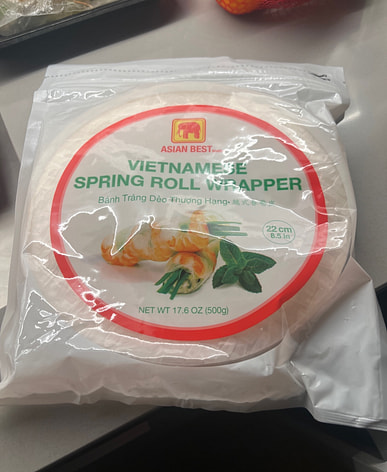 ASIAN BEST
VIETNAMESE
SPRING ROLL WRAPPER
Bánh Tráng Dẻo Thượng Hạng-
22 cm
8.5 in
NET WT 17.6 OZ (500g)